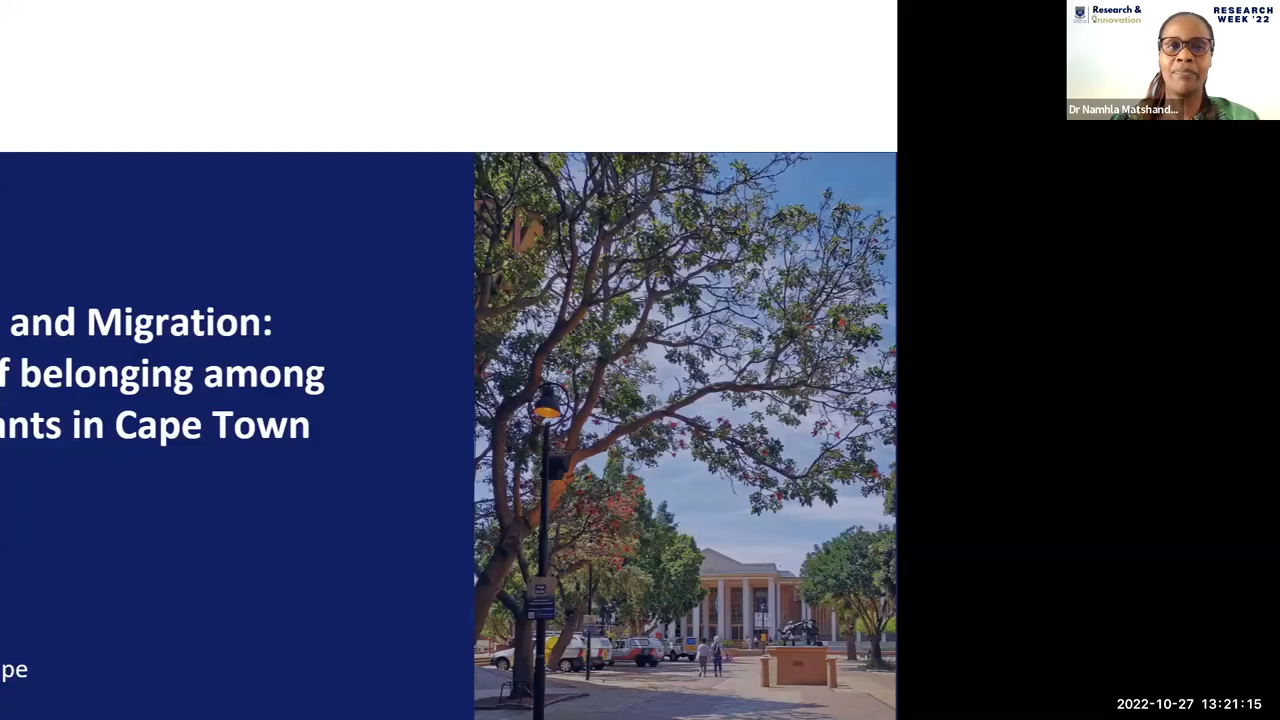 Research &
Innovation
RESEARCH
WEEK '22
Dr Namhla Matshand...
and Migration:
f belonging among
ants in Cape Town
pe
2022-10-27 13:21:15